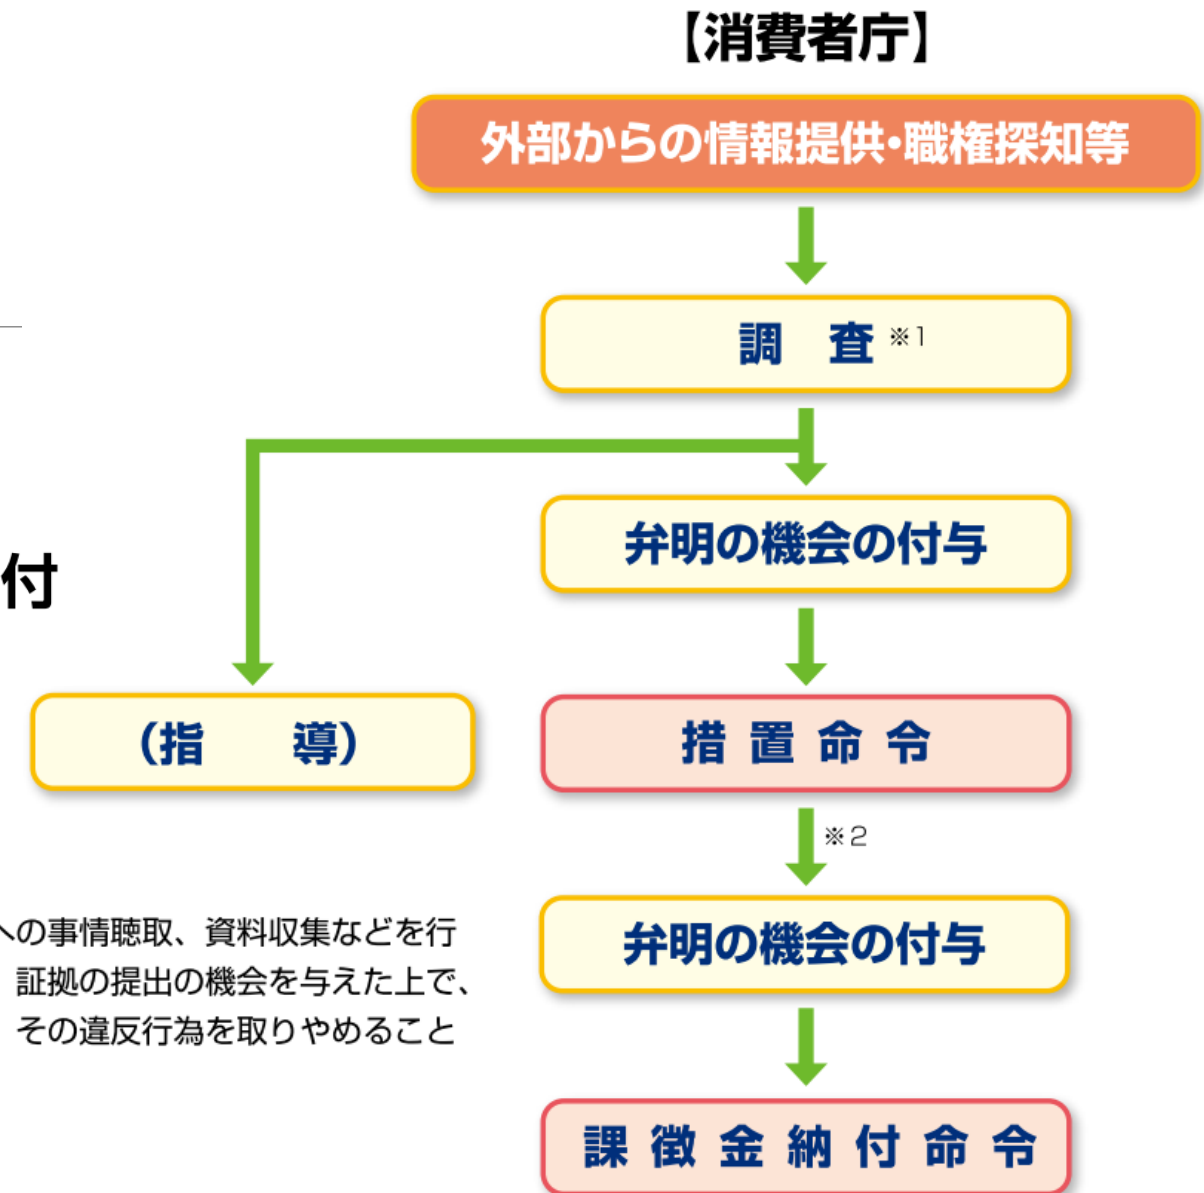 【消費者庁】
外部からの情報提供・職権探知等
調　査 ※1
弁明の機会の付与
付
（指　　導）
措 置 命 令
※2
への事情聴取、資料収集などを行
証拠の提出の機会を与えた上で、
その違反行為を取りやめること
弁明の機会の付与
課 徴 金 納 付 命 令